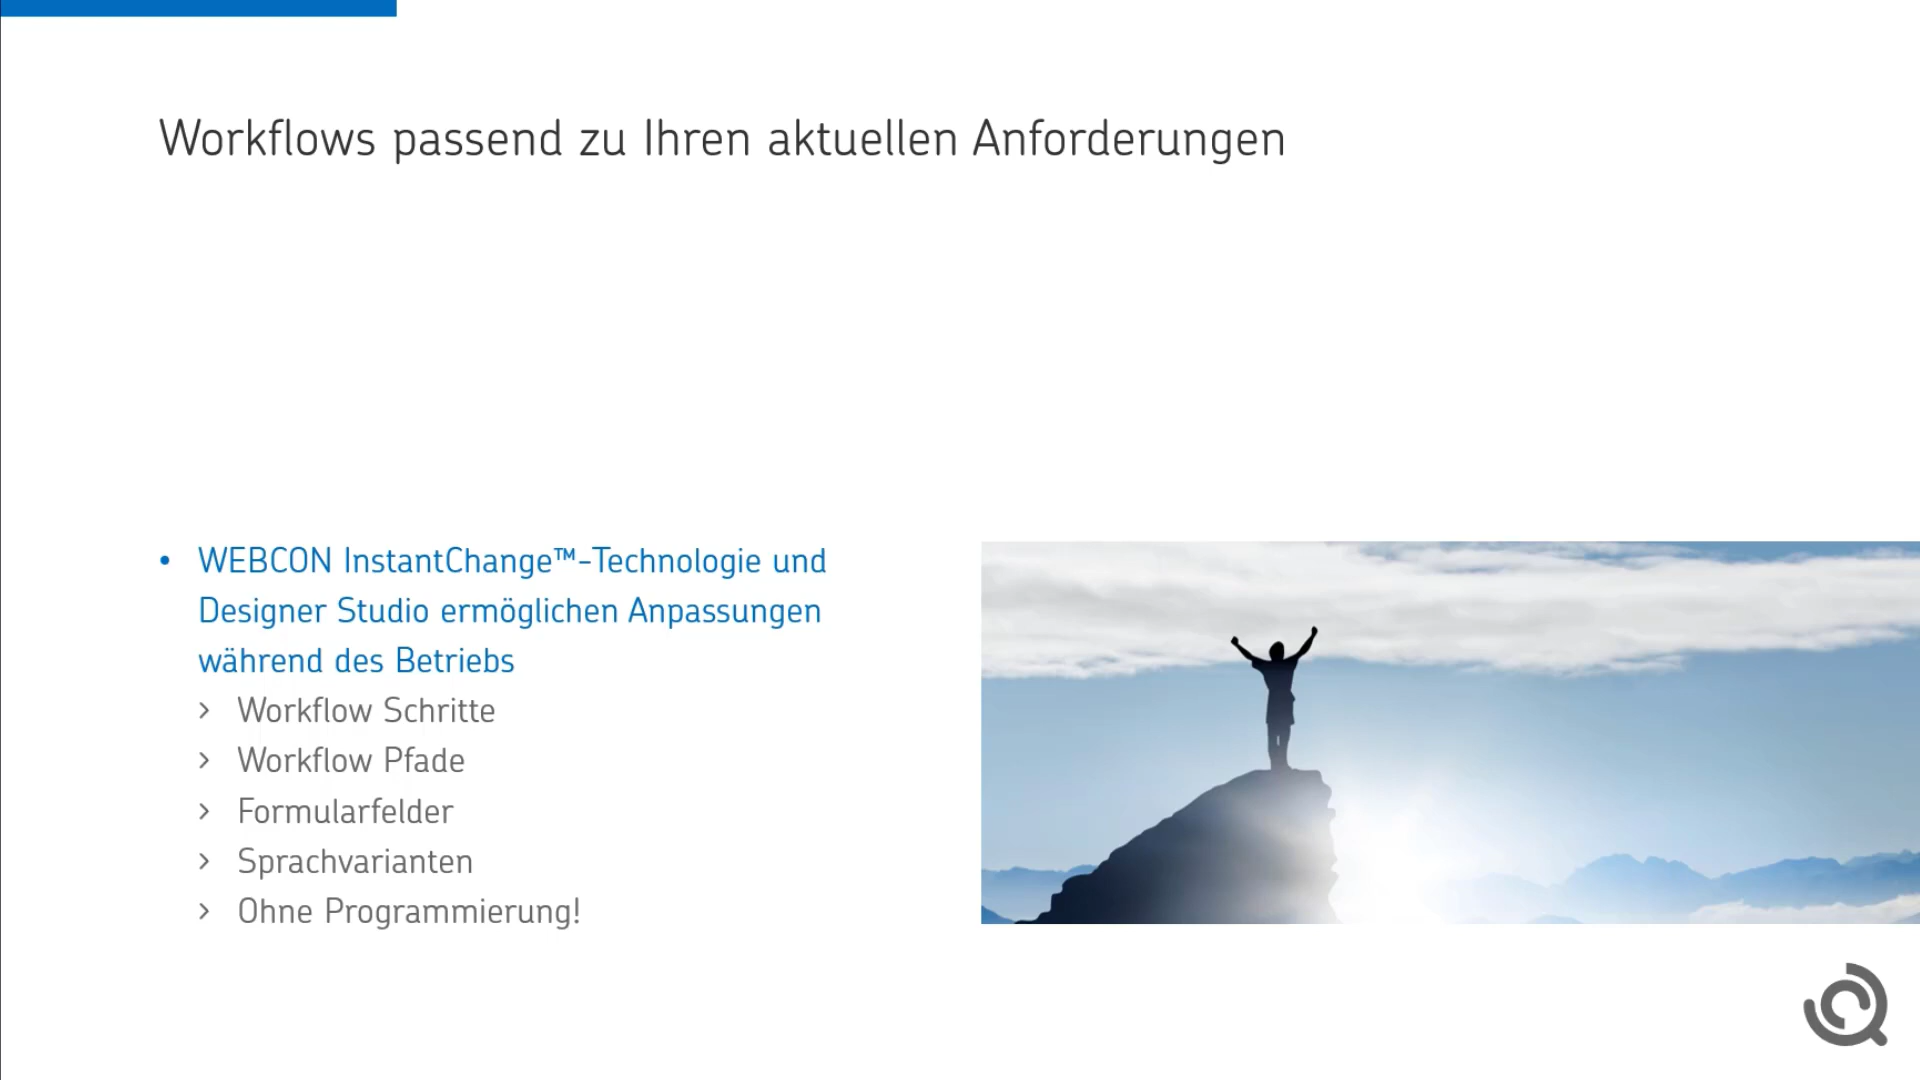 Workflows passend zu Ihren aktuellen Anforderungen
• WEBCON InstantChange™-Technologie und
Designer Studio ermöglichen Anpassungen
während des Betriebs
› Workflow Schritte
› Workflow Pfade
› Formularfelder
› Sprachvarianten
› Ohne Programmierung!